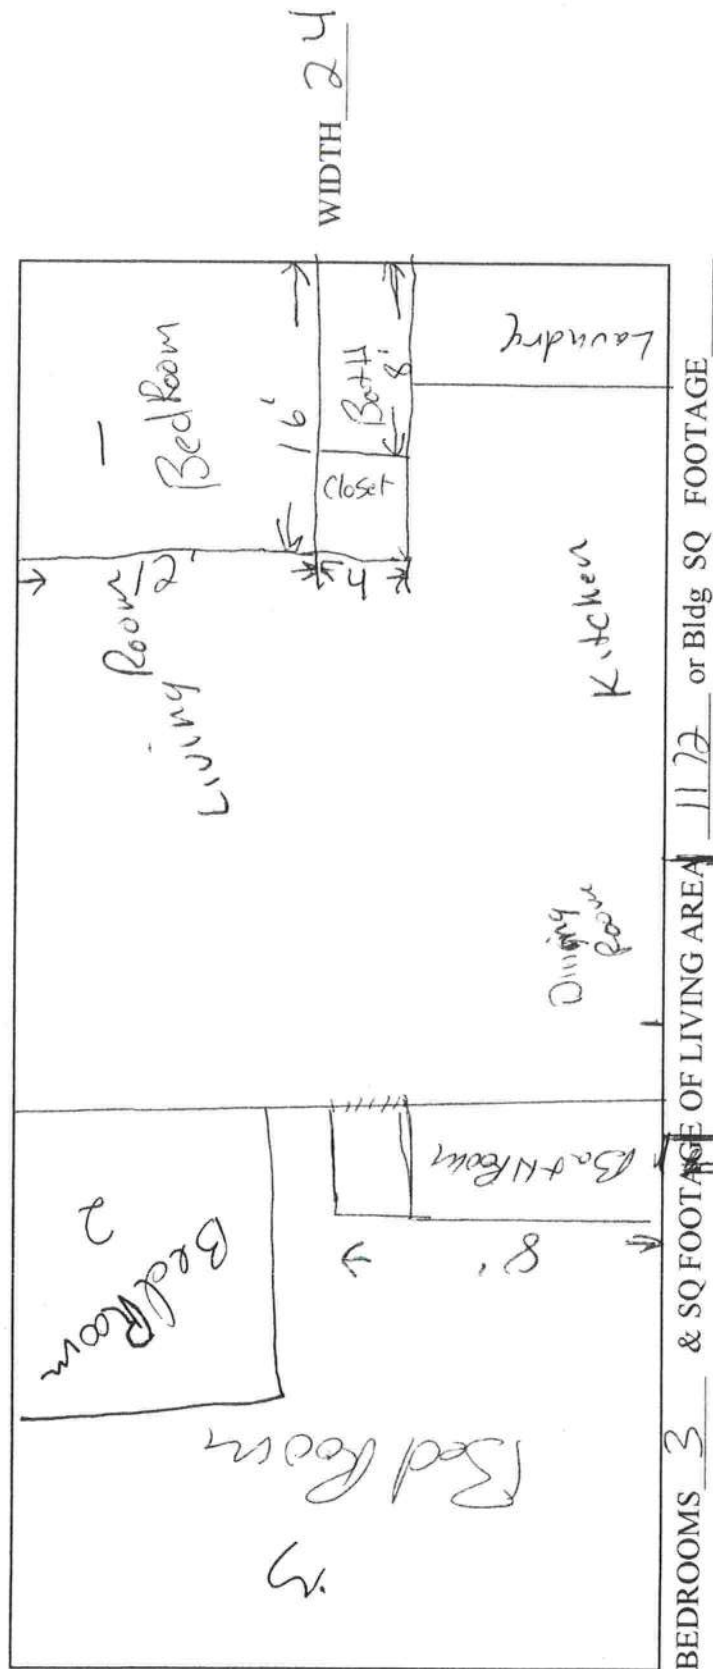 WIDTH 24
1
BedRoom
16'
12'
Living Room
4
Closet
BatH
8'
Laundry
Kitchen
Dining Room
BathRoom
8'
BedRoom
2
BedRoom
3
BEDROOMS 3 & SQ FOOTAGE OF LIVING AREA 1172 or Bldg SQ FOOTAGE